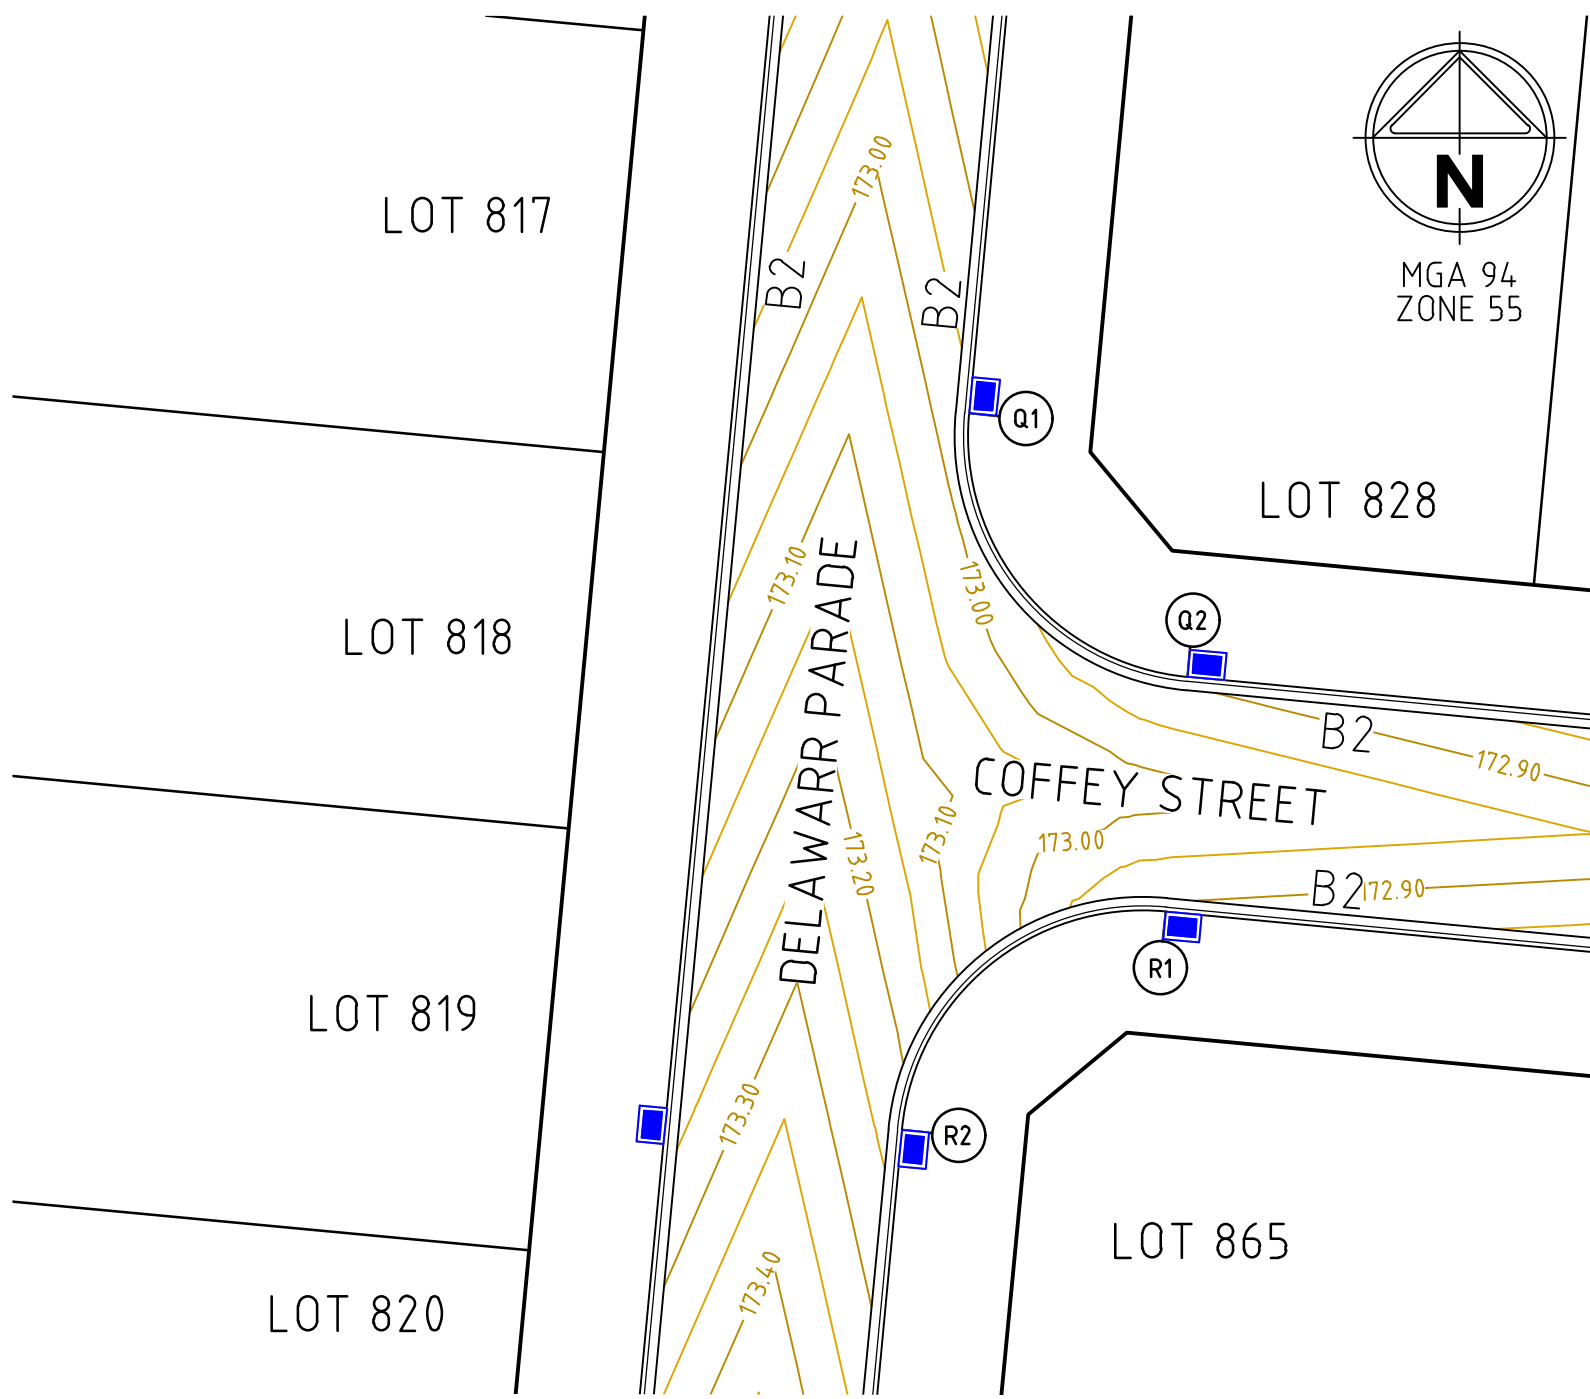 173.00
LOT 817
N
B2
MGA 94
ZONE 55
B2
Q1
LOT 828
173.10
173.00
Q2
LOT 818
DELAWARR PARADE
B2
172.90
COFFEY STREET
173.10
173.00
173.20
B2
172.90
R1
LOT 819
173.30
R2
LOT 865
173.40
LOT 820